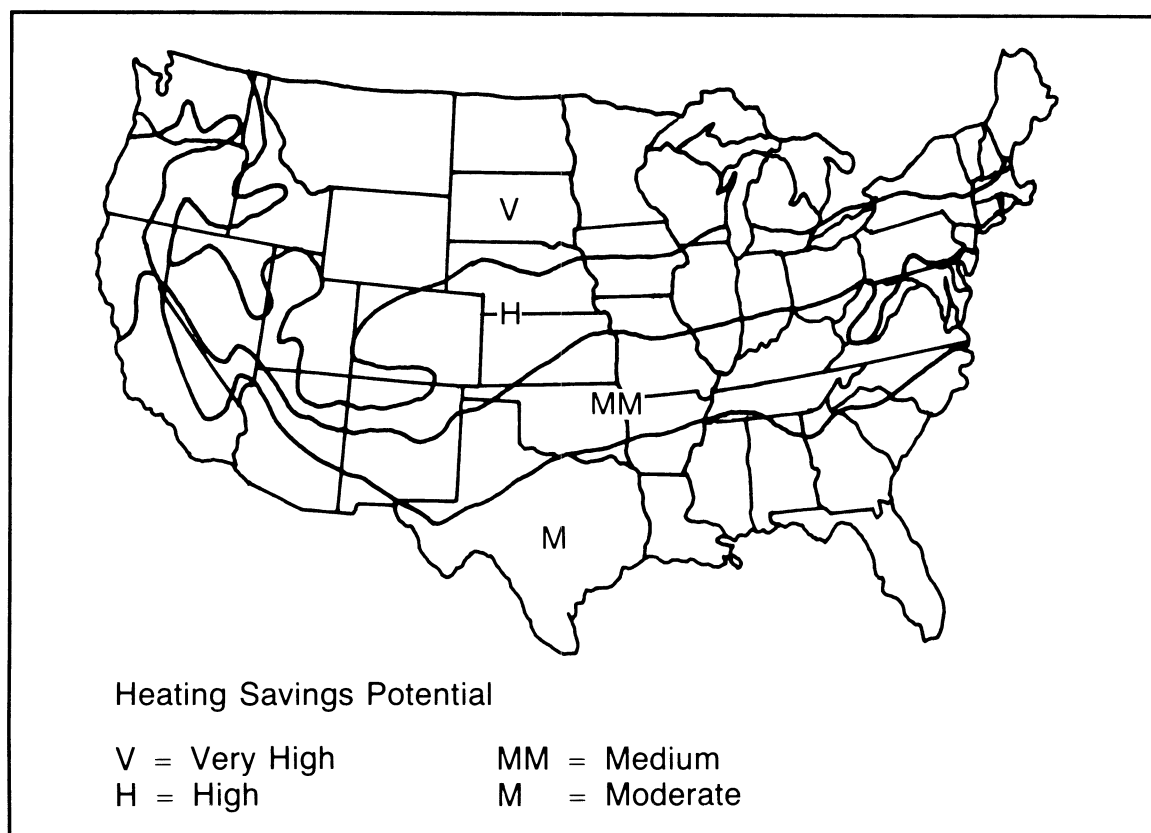 V
H
MM
M
Heating Savings Potential
V = Very High
MM = Medium
H = High
M = Moderate